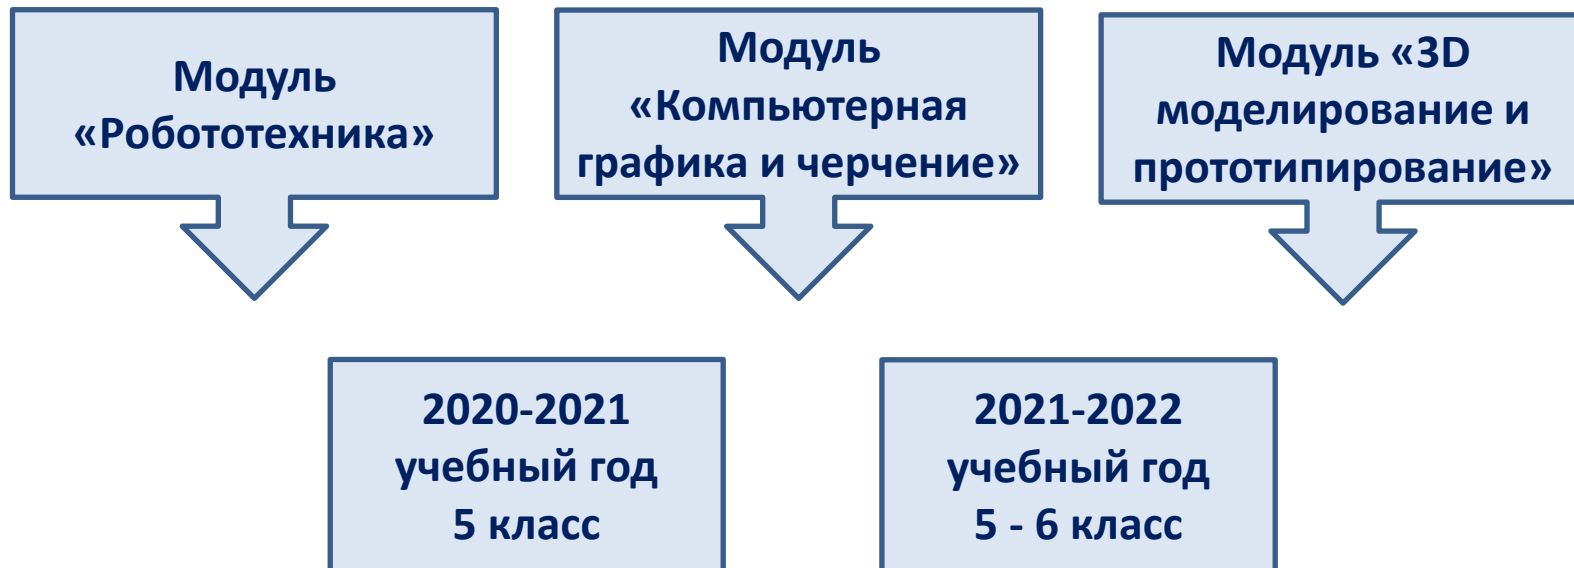 Модуль
«Робототехника»
Модуль
«Компьютерная
графика и черчение»
Модуль «3D
моделирование и
прототипирование»
2020-2021
учебный год
5 класс
2021-2022
учебный год
5 - 6 класс